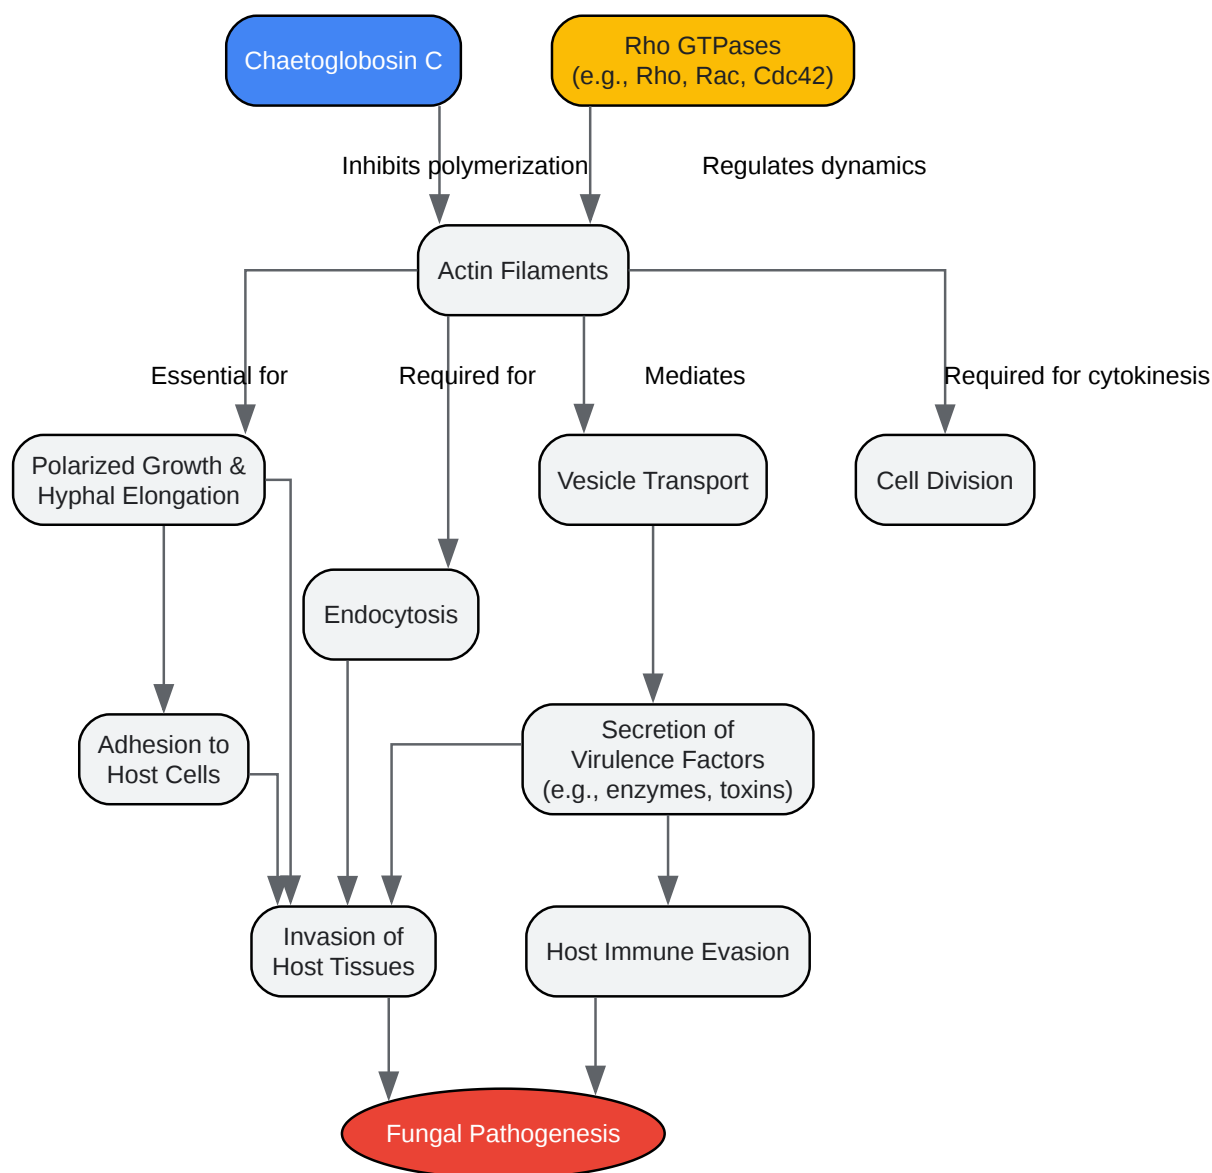 Chaetoglobosin C
Rho GTPases
(e.g., Rho, Rac, Cdc42)
Inhibits polymerization
Regulates dynamics
Actin Filaments
Essential for
Required for
Mediates
Required for cytokinesis
Polarized Growth &
Hyphal Elongation
Vesicle Transport
Cell Division
Endocytosis
Adhesion to
Host Cells
Secretion of
Virulence Factors
(e.g., enzymes, toxins)
Invasion of
Host Tissues
Host Immune Evasion
Fungal Pathogenesis